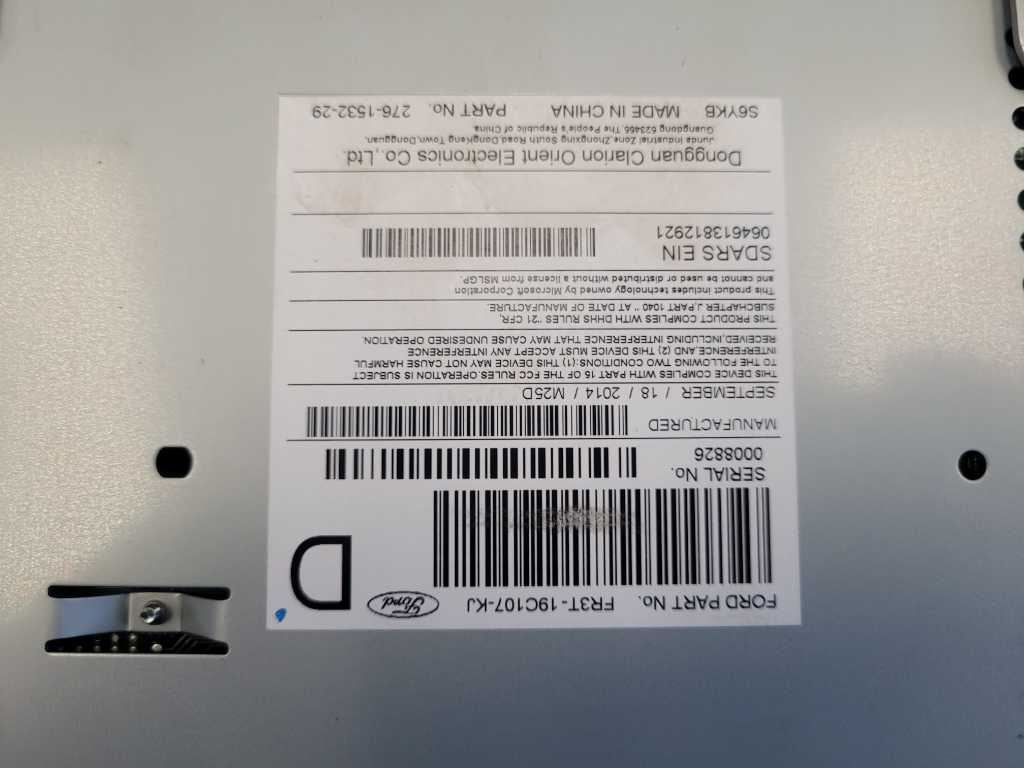 FORD PART No. FR3T-19C107-KJ Ford
D
SERIAL No.
0008826
MANUFACTURED
SEPTEMBER / 18 / 2014 / M25D
THIS DEVICE COMPLIES WITH PART 16 OF THE FCC RULES.OPERATION IS SUBJECT
TO THE FOLLOWING TWO CONDITIONS:(1) THIS DEVICE MAY NOT CAUSE HARMFUL
INTERFERENCE,AND (2) THIS DEVICE MUST ACCEPT ANY INTERFERENCE
RECEIVED,INCLUDING INTERFERENCE THAT MAY CAUSE UNDESIRED OPERATION.
THIS PRODUCT COMPLIES WITH DHHS RULES "21 CFR,
SUBCHAPTER J,PART 1040 " AT DATE OF MANUFACTURE.
This product includes technology owned by Microsoft Corporation
and cannot be used or distributed without a license from MSLGP.
SDARS EIN
064613812921
Dongguan Clarion Orient Electronics Co.,Ltd.
Junda Industrial Zone,Zhongxing South Road,Dongkeng,Town,Dongguan,
Guangdong 523466,The People's Republic of China
S6YKB MADE IN CHINA PART No. 276-1532-29